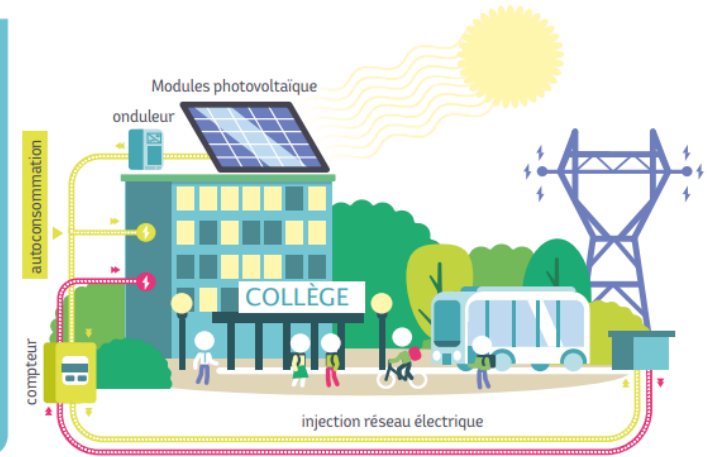 Modules photovoltaïque
onduleur
autoconsommation
COLLÈGE
compteur
injection réseau électrique